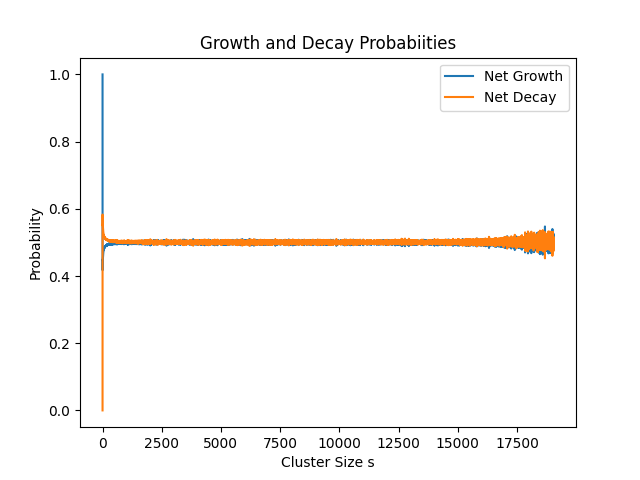 Growth and Decay Probabiities
Net Growth
Net Decay
1.0
0.8
0.6
0.4
0.2
0.0
Probability
0 2500 5000 7500 10000 12500 15000 17500
Cluster Size s